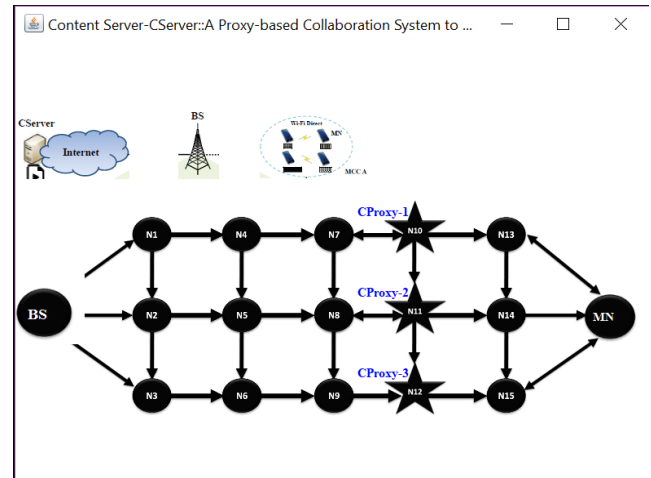 Content Server-CServer::A Proxy-based Collaboration System to ...
CServer
Internet
BS
Wi-Fi Direct
MN
MCC A
CProxy-1
N1 N4 N7 N10 N13
CProxy-2
BS N2 N5 N8 N11 N14 MN
CProxy-3
N3 N6 N9 N12 N15